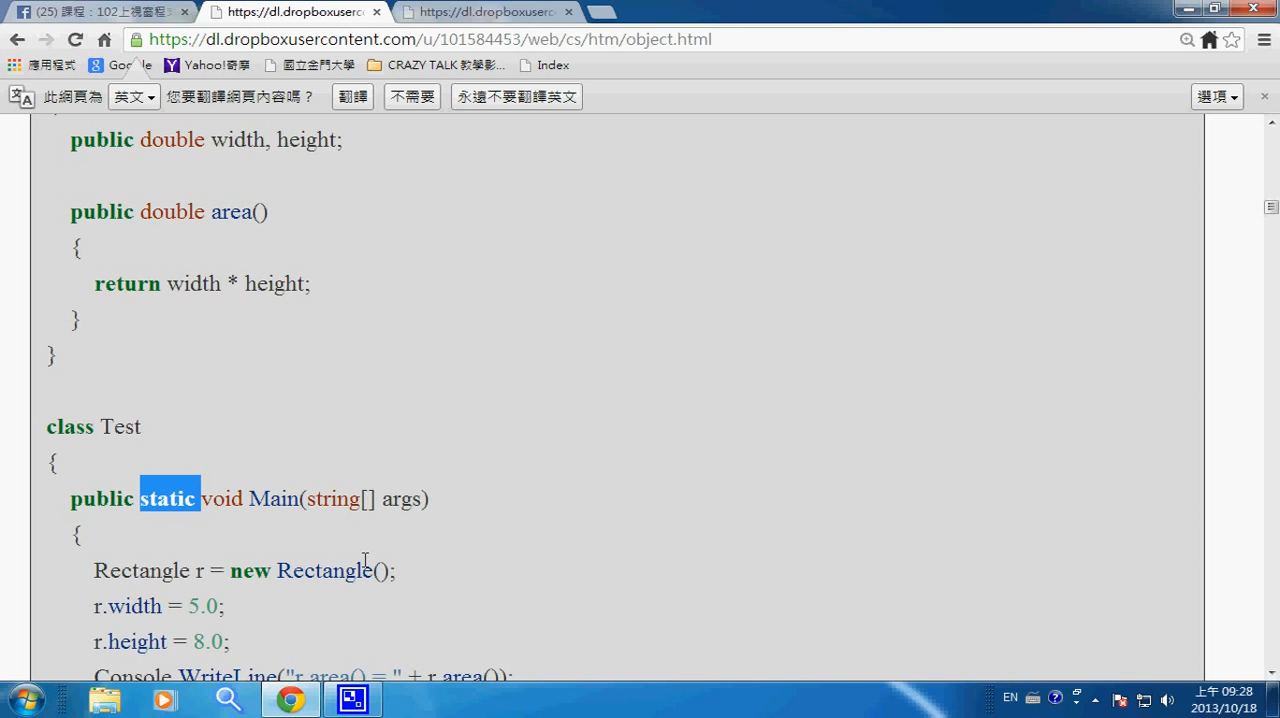 (25) 課程：102上視窗程
https://dl.dropboxuserc
https://dl.dropboxuserc
https://dl.dropboxusercontent.com/u/101584453/web/cs/htm/object.html
應用程式 Google Yahoo!奇摩 國立金門大學 CRAZY TALK 教學影... Index
此網頁為 英文 您要翻譯網頁內容嗎？ 翻譯 不需要 永遠不要翻譯英文 選項
public double width, height;
public double area()
{
return width * height;
}
}
class Test
{
public static void Main(string[] args)
{
Rectangle r = new Rectangle();
r.width = 5.0;
r.height = 8.0;
Console.WriteLine("r.area() = " + r.area());
EN 上午 09:28
2013/10/18